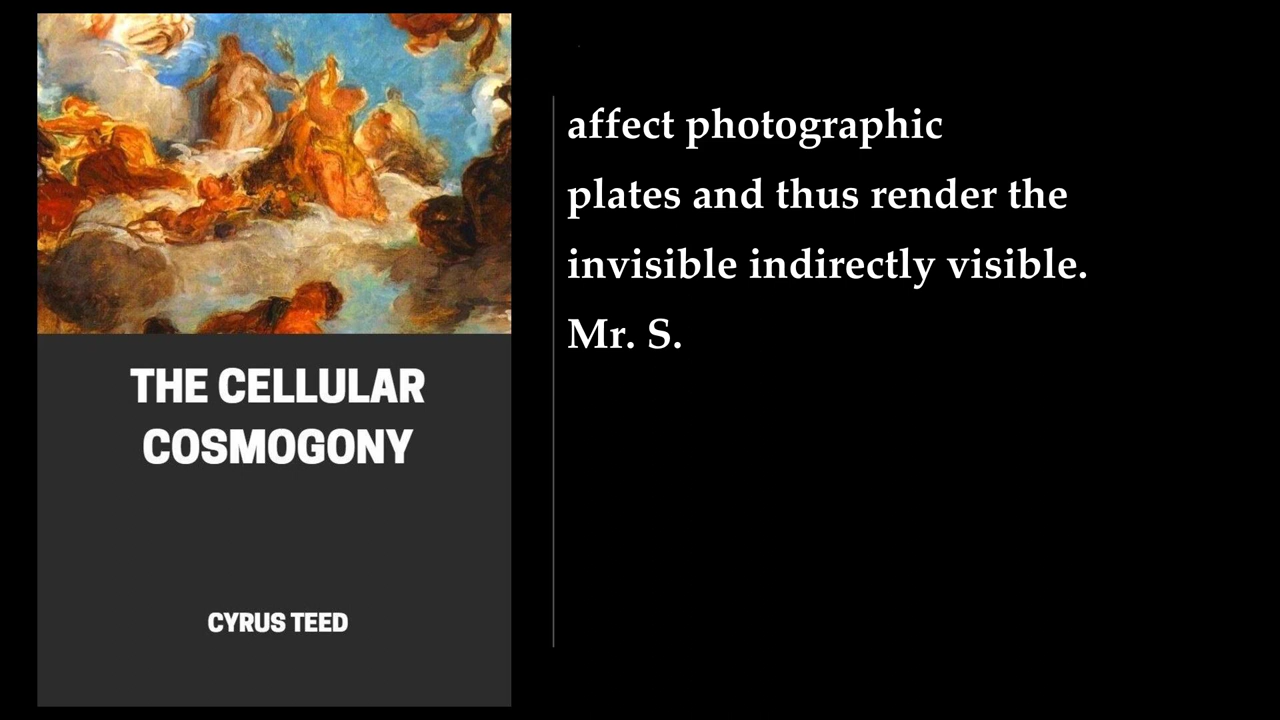 THE CELLULAR
COSMOGONY
CYRUS TEED
affect photographic
plates and thus render the
invisible indirectly visible.
Mr. S.